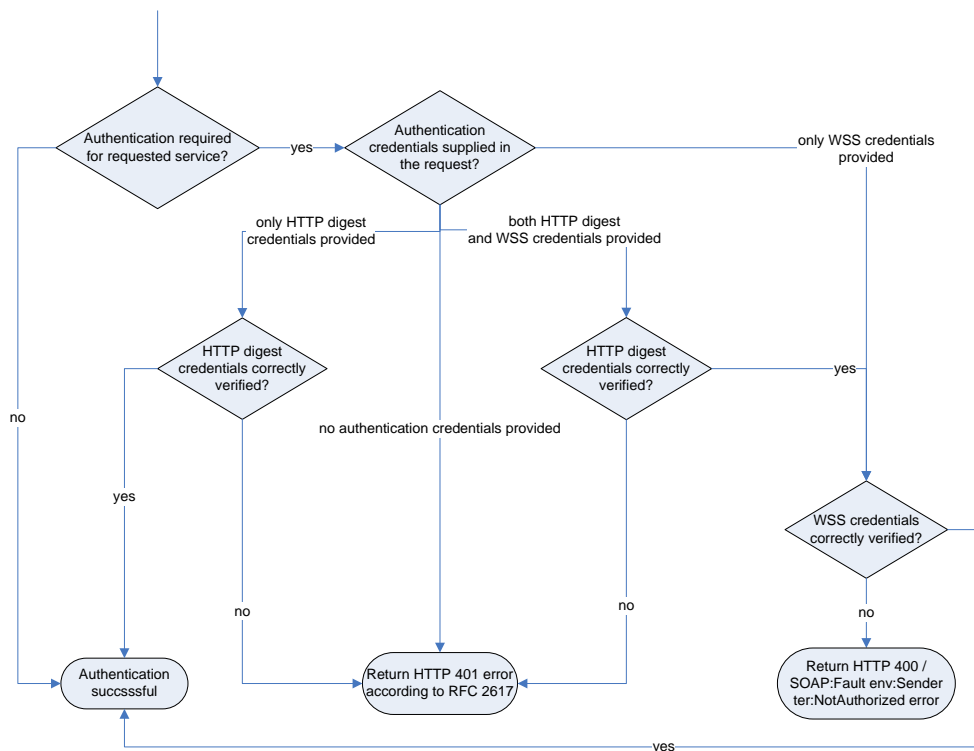 Authentication required
for requested service?
yes
Authentication
credentials supplied in
the request?
only WSS credentials
provided
only HTTP digest
credentials provided
both HTTP digest
and WSS credentials provided
HTTP digest
credentials correctly
verified?
HTTP digest
credentials correctly
verified?
yes
no
no authentication credentials provided
yes
WSS credentials
correctly verified?
no
no
no
Authentication
succsssful
Return HTTP 401 error
according to RFC 2617
Return HTTP 400 /
SOAP:Fault env:Sender
ter:NotAuthorized error
yes